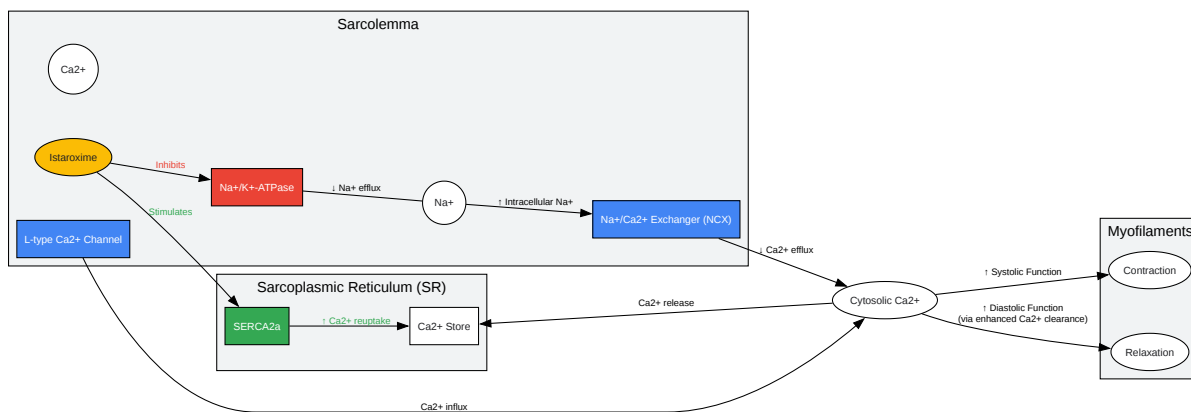 Sarcolemma
Ca2+
Istaroxime
Inhibits
Na+/K+-ATPase
↓ Na+ efflux
Na+
↑ Intracellular Na+
Na+/Ca2+ Exchanger (NCX)
Stimulates
L-type Ca2+ Channel
↓ Ca2+ efflux
Myofilaments
↑ Systolic Function
Contraction
Sarcoplasmic Reticulum (SR)
Ca2+ release
Cytosolic Ca2+
↑ Diastolic Function
(via enhanced Ca2+ clearance)
SERCA2a
↑ Ca2+ reuptake
Ca2+ Store
Relaxation
Ca2+ influx